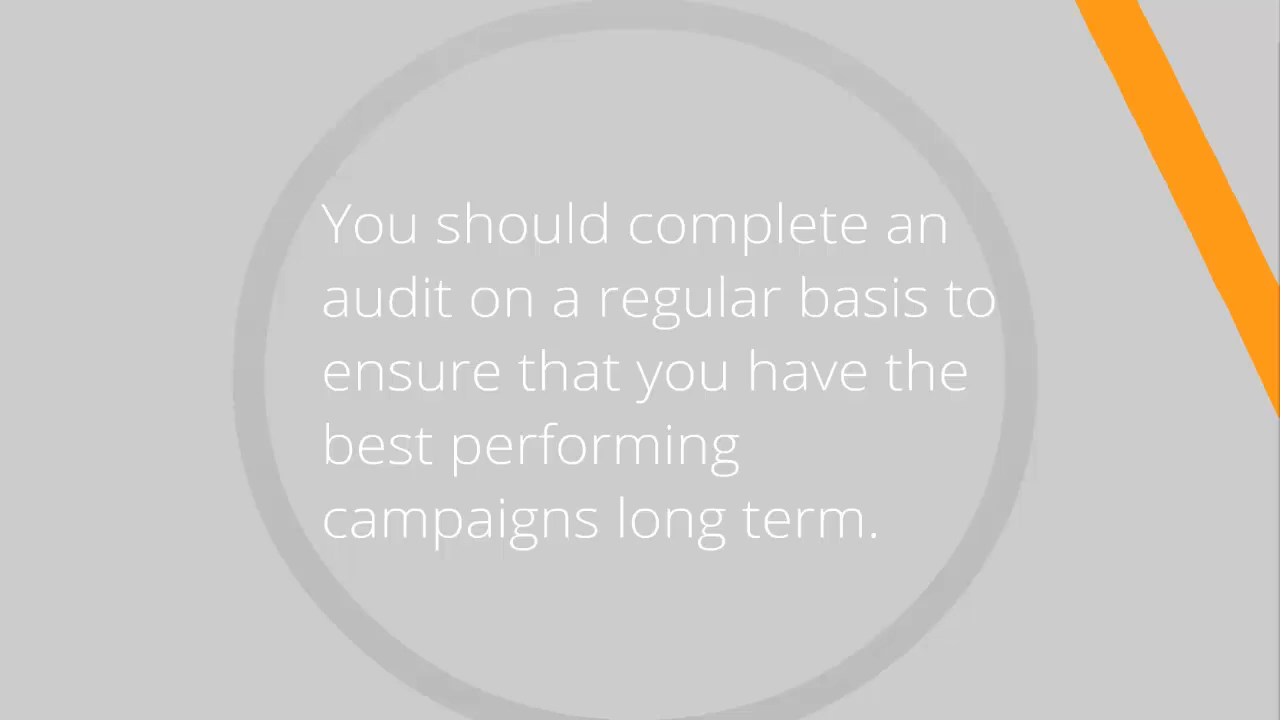 You should complete an
audit on a regular basis to
ensure that you have the
best performing
campaigns long term.